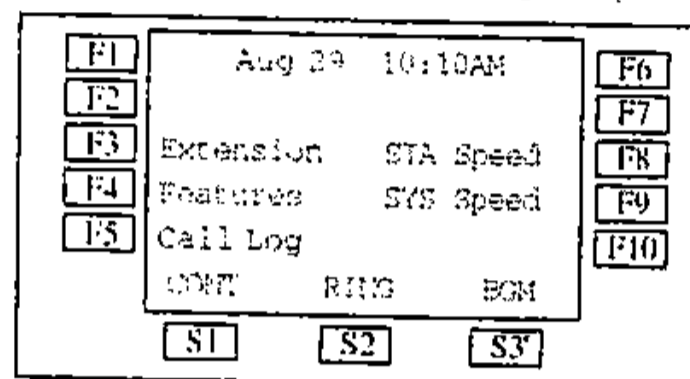 F1 Aug 29 10:10AM F6
F2 F7
F3 Extension STA Speed F8
F4 Features SYS Speed F9
F5 Call Log F10
CONT RING BGM
S1 S2 S3